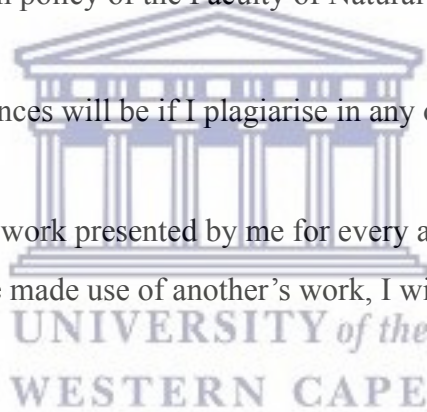 policy of the Faculty of Natural
nces will be if I plagiarise in any
work presented by me for every a
made use of another's work, I wi
UNIVERSITY of the
WESTERN CAPE